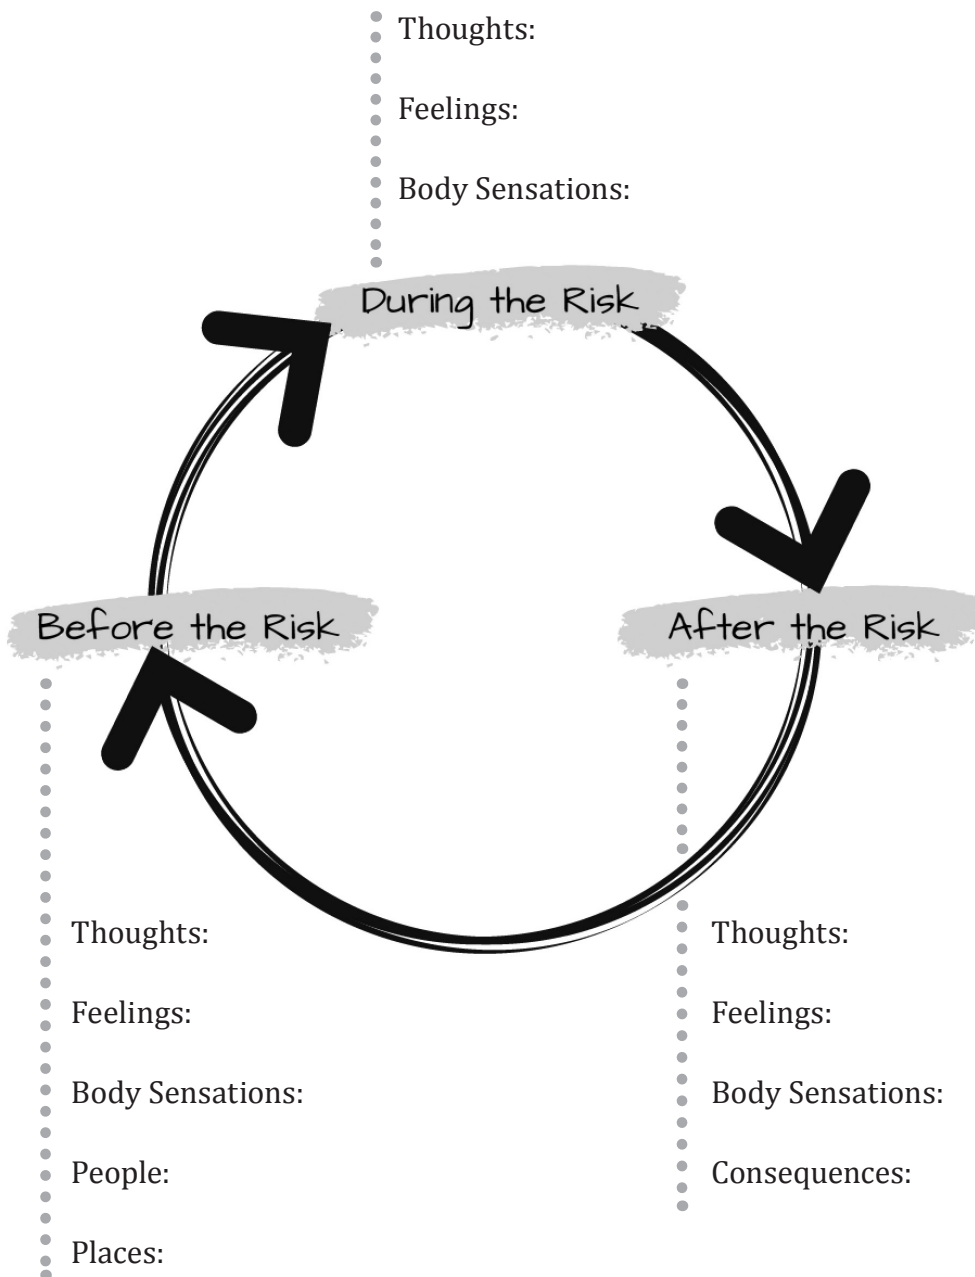 Thoughts:
Feelings:
Body Sensations:
During the Risk
Before the Risk
After the Risk
Thoughts:
Feelings:
Body Sensations:
People:
Places:
Thoughts:
Feelings:
Body Sensations:
Consequences: